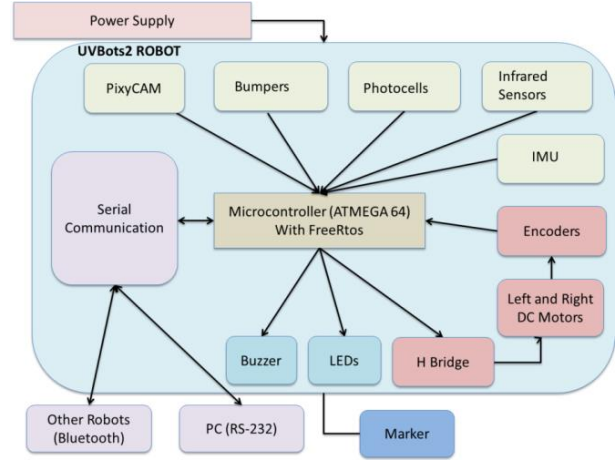 Power Supply
UVBots2 ROBOT
PixyCAM
Bumpers
Photocells
Infrared
Sensors
IMU
Serial
Communication
Microcontroller (ATMEGA 64)
With FreeRtos
Encoders
Left and Right
DC Motors
Buzzer
LEDs
H Bridge
Other Robots
(Bluetooth)
PC (RS-232)
Marker